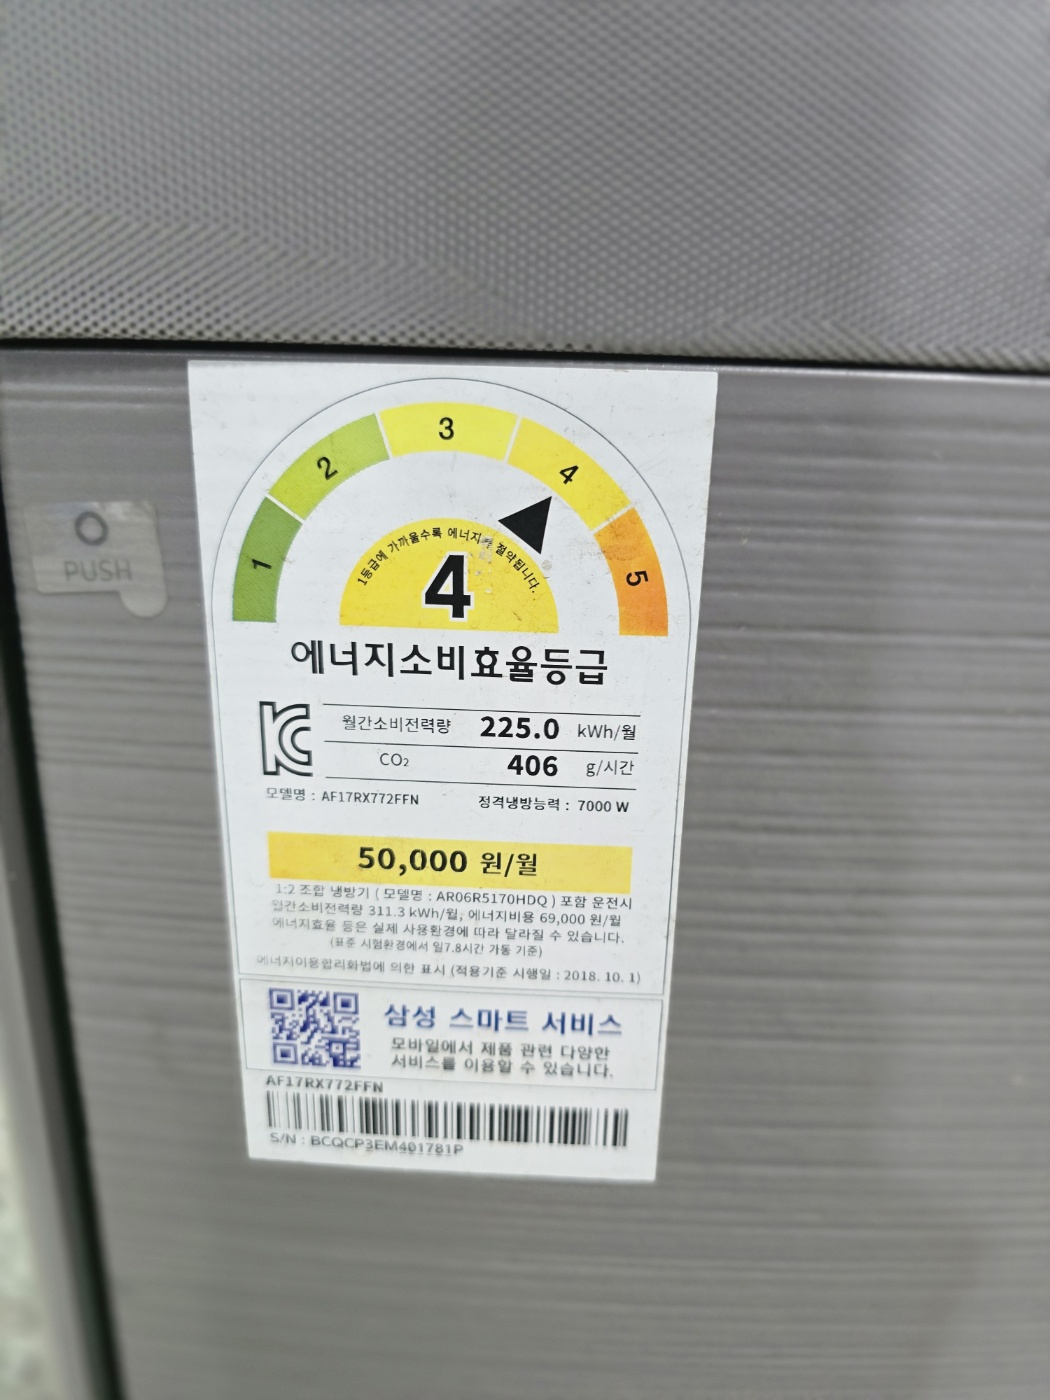 3
2
4
1
5
1등급에 가까울수록 에너지가 절약됩니다.
4
에너지소비효율등급
월간소비전력량 225.0 kWh/월
CO₂ 406 g/시간
모델명 : AF17RX772FFN 정격냉방능력 : 7000 W
50,000 원/월
1:2 조합 냉방기 ( 모델명 : AR06R5170HDQ ) 포함 운전시
월간소비전력량 311.3 kWh/월, 에너지비용 69,000 원/월
에너지효율 등은 실제 사용환경에 따라 달라질 수 있습니다.
(표준 시험환경에서 일7.8시간 가동 기준)
에너지이용합리화법에 의한 표시 (적용기준 시행일 : 2018. 10. 1)
삼성 스마트 서비스
모바일에서 제품 관련 다양한
서비스를 이용할 수 있습니다.
AF17RX772FFN
S/N : BCQCP3EM401781P
PUSH